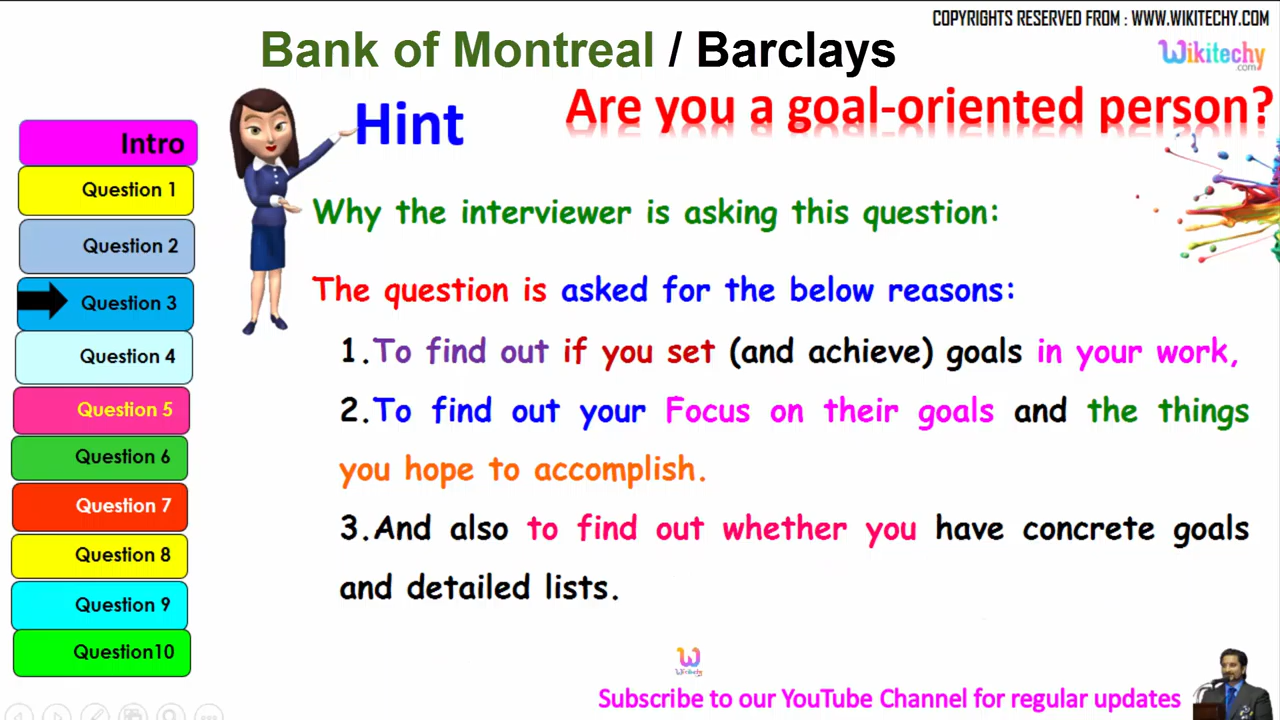 COPYRIGHTS RESERVED FROM : WWW.WIKITECHY.COM
Bank of Montreal / Barclays
Wikitechy
.com
Hint
Are you a goal-oriented person?
Intro
Question 1
Question 2
Question 3
Question 4
Question 5
Question 6
Question 7
Question 8
Question 9
Question10
Why the interviewer is asking this question:
The question is asked for the below reasons:
1.To find out if you set (and achieve) goals in your work,
2.To find out your Focus on their goals and the things
you hope to accomplish.
3.And also to find out whether you have concrete goals
and detailed lists.
W
Wikitechy
Subscribe to our YouTube Channel for regular updates